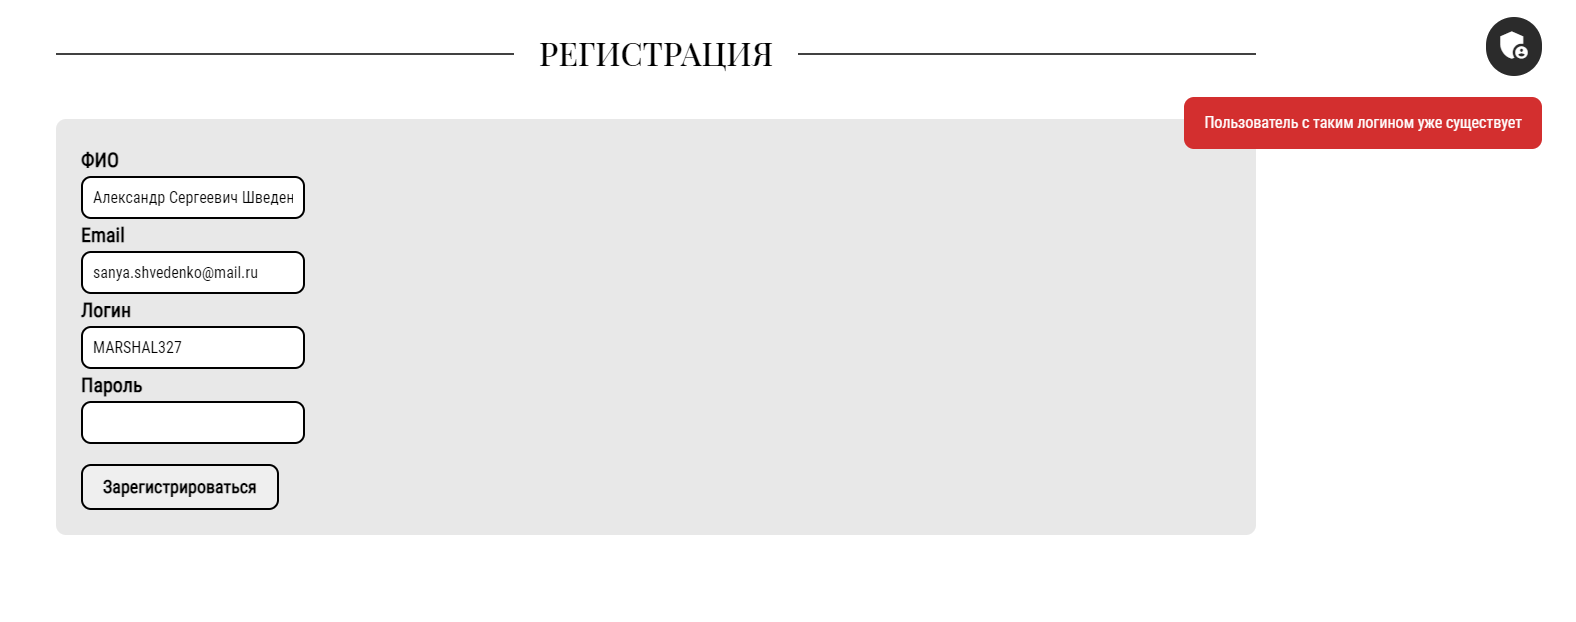 РЕГИСТРАЦИЯ
Пользователь с таким логином уже существует
ФИО
Александр Сергеевич Шведен
Email
sanya.shvedenko@mail.ru
Логин
MARSHAL327
Пароль
Зарегистрироваться